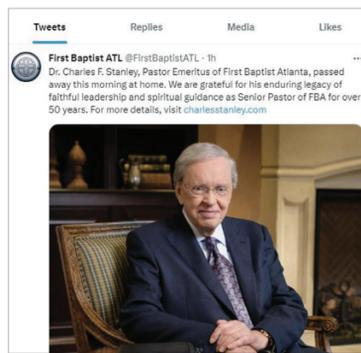 Tweets Replies Media Likes
First Baptist ATL @FirstBaptistATL · 1h ...
Dr. Charles F. Stanley, Pastor Emeritus of First Baptist Atlanta, passed
away this morning at home. We are grateful for his enduring legacy of
faithful leadership and spiritual guidance as Senior Pastor of FBA for over
50 years. For more details, visit charlesstanley.com